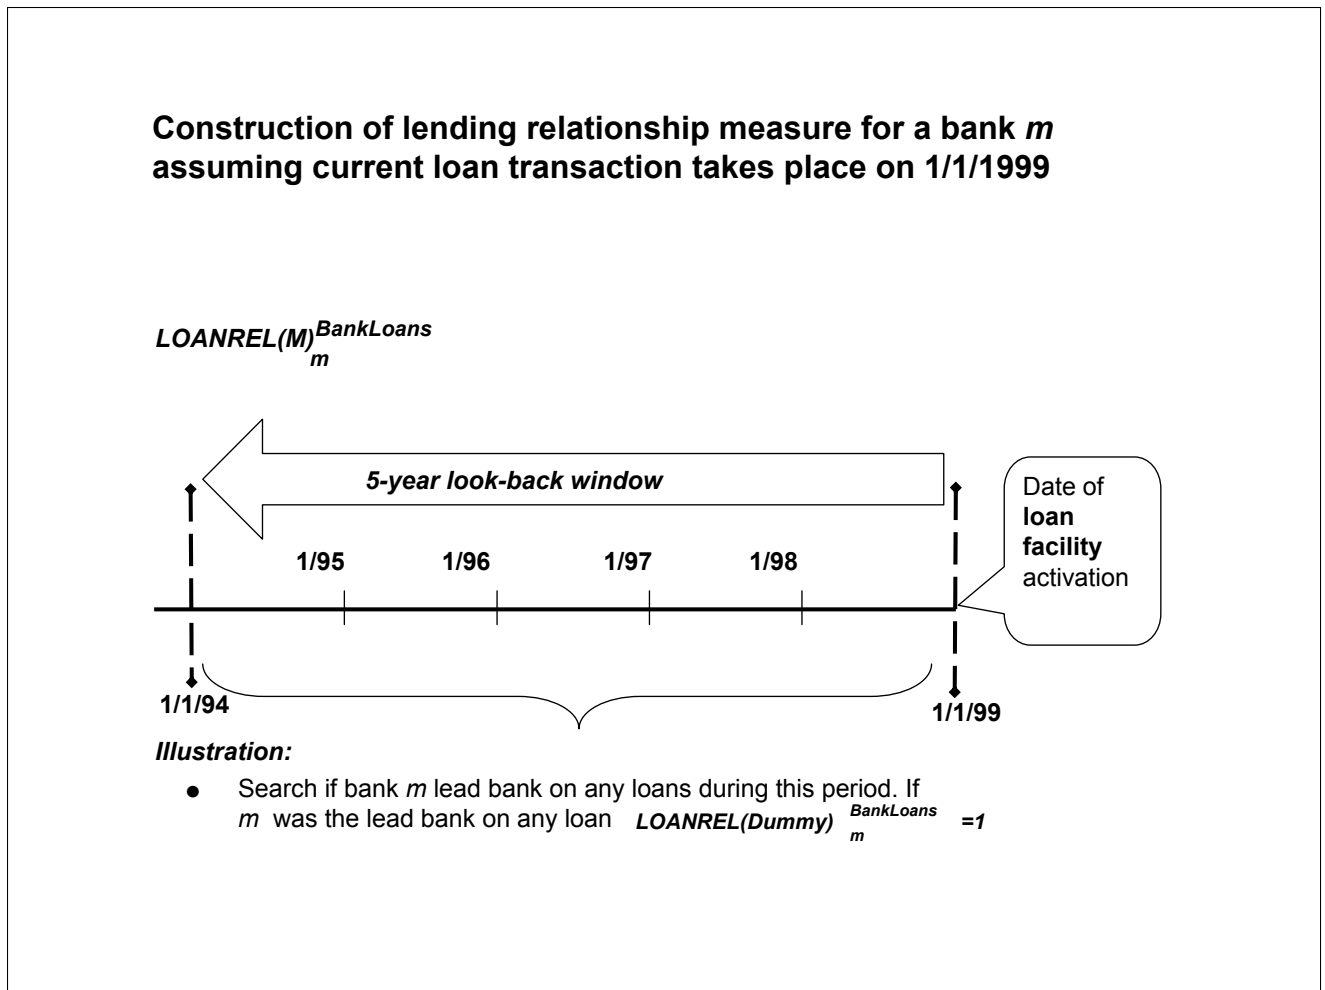 Construction of lending relationship measure for a bank m
assuming current loan transaction takes place on 1/1/1999
LOANREL(M)BankLoans
m
5-year look-back window
Date of
loan
facility
activation
1/95 1/96 1/97 1/98
1/1/94
1/1/99
Illustration:
● Search if bank m lead bank on any loans during this period. If
m was the lead bank on any loan LOANREL(Dummy) BankLoans =1
m